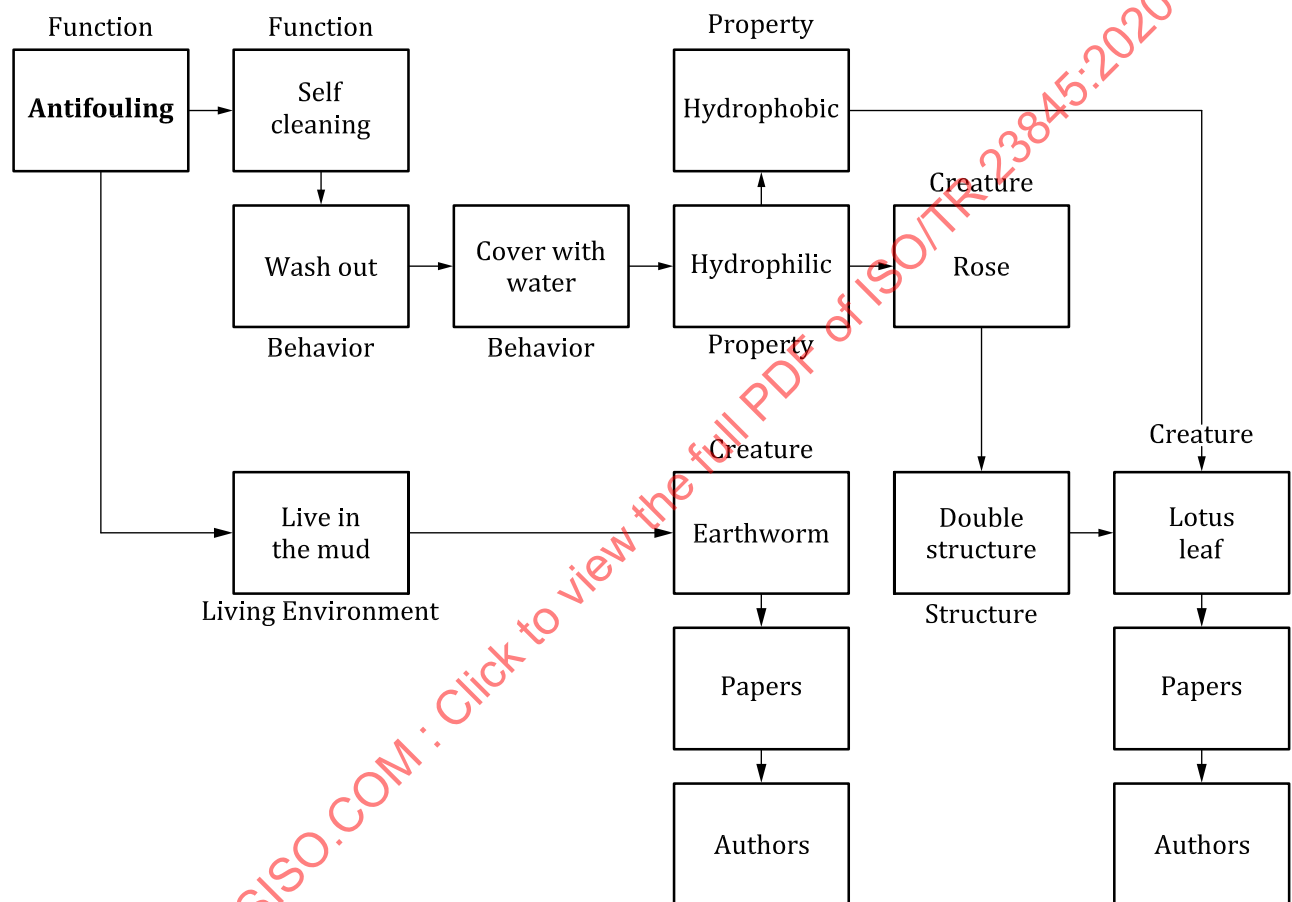 Function
Function
Property
Antifouling
Self
cleaning
Hydrophobic
Creature
Wash out
Cover with
water
Hydrophilic
Rose
Behavior
Behavior
Property
Creature
Creature
Live in
the mud
Earthworm
Double
structure
Lotus
leaf
Living Environment
Structure
Papers
Papers
Authors
Authors
SISO.COM : Click to view the full PDF of ISO/TR 23845:2020